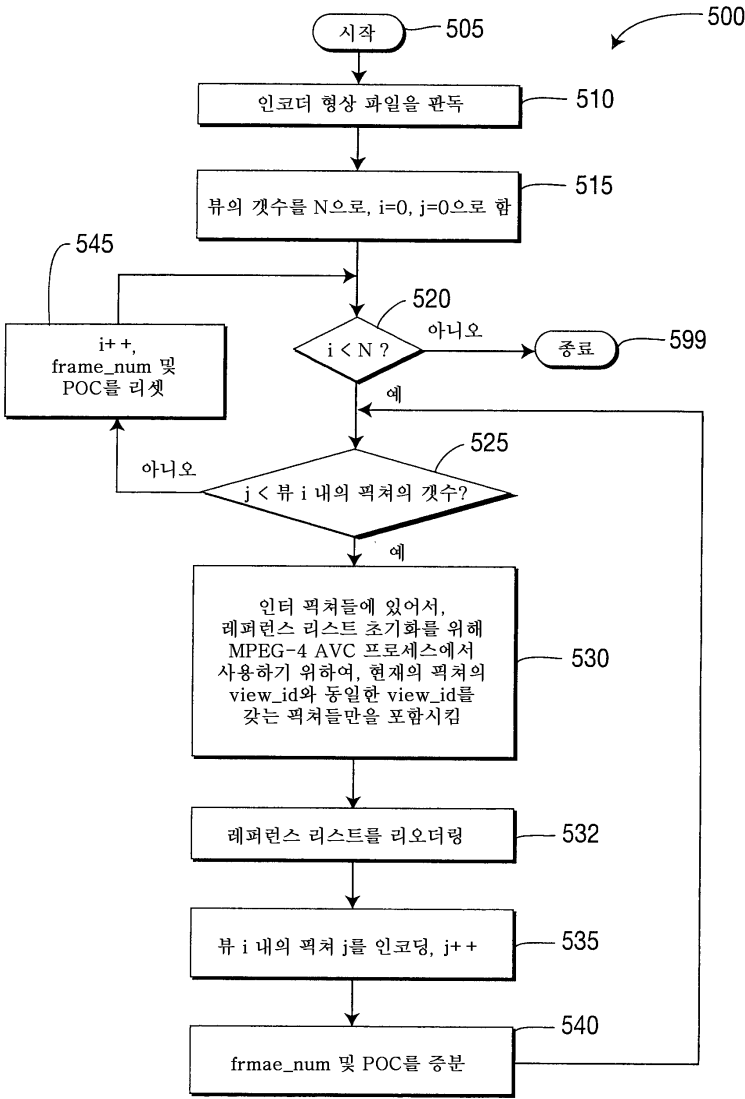 500
시작
505
인코더 형상 파일을 판독
510
뷰의 갯수를 N으로, i=0, j=0으로 함
515
545
i++,
frame_num 및
POC를 리셋
520
i < N ?
아니오
종료
599
예
525
아니오
j < 뷰 i 내의 픽쳐의 갯수?
예
인터 픽쳐들에 있어서,
레퍼런스 리스트 초기화를 위해
MPEG-4 AVC 프로세스에서
사용하기 위하여, 현재의 픽쳐의
view_id와 동일한 view_id를
갖는 픽쳐들만을 포함시킴
530
레퍼런스 리스트를 리오더링
532
뷰 i 내의 픽쳐 j를 인코딩, j++
535
540
frmae_num 및 POC를 증분